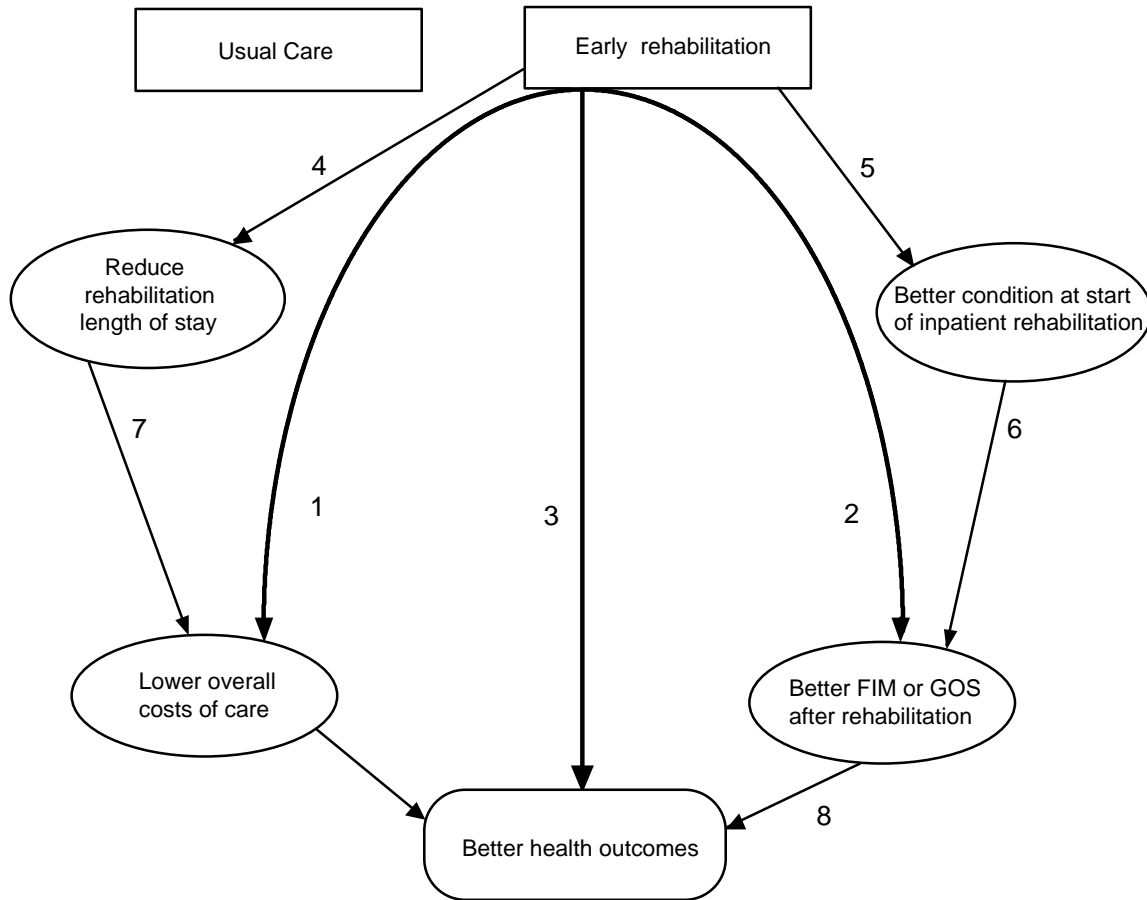 Usual Care
Early rehabilitation
4
5
Reduce
rehabilitation
length of stay
Better condition at start
of inpatient rehabilitation
7
6
1
3
2
Lower overall
costs of care
Better FIM or GOS
after rehabilitation
8
Better health outcomes